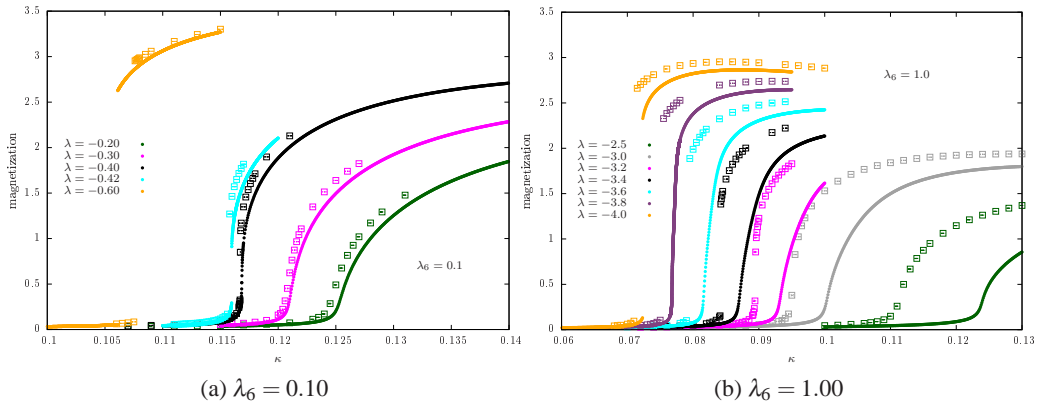 3.5
3
2.5
2
1.5
1
0.5
0
magnetization
0.1 0.105 0.11 0.115 0.12 0.125 0.13 0.135 0.14
κ
λ = −0.20
λ = −0.30
λ = −0.40
λ = −0.42
λ = −0.60
λ₆ = 0.1
(a) λ̂₆ = 0.10
3.5
3
2.5
2
1.5
1
0.5
0
magnetization
0.06 0.07 0.08 0.09 0.1 0.11 0.12 0.13
κ
λ₆ = 1.0
λ = −2.5
λ = −3.0
λ = −3.2
λ = −3.4
λ = −3.6
λ = −3.8
λ = −4.0
(b) λ̂₆ = 1.00